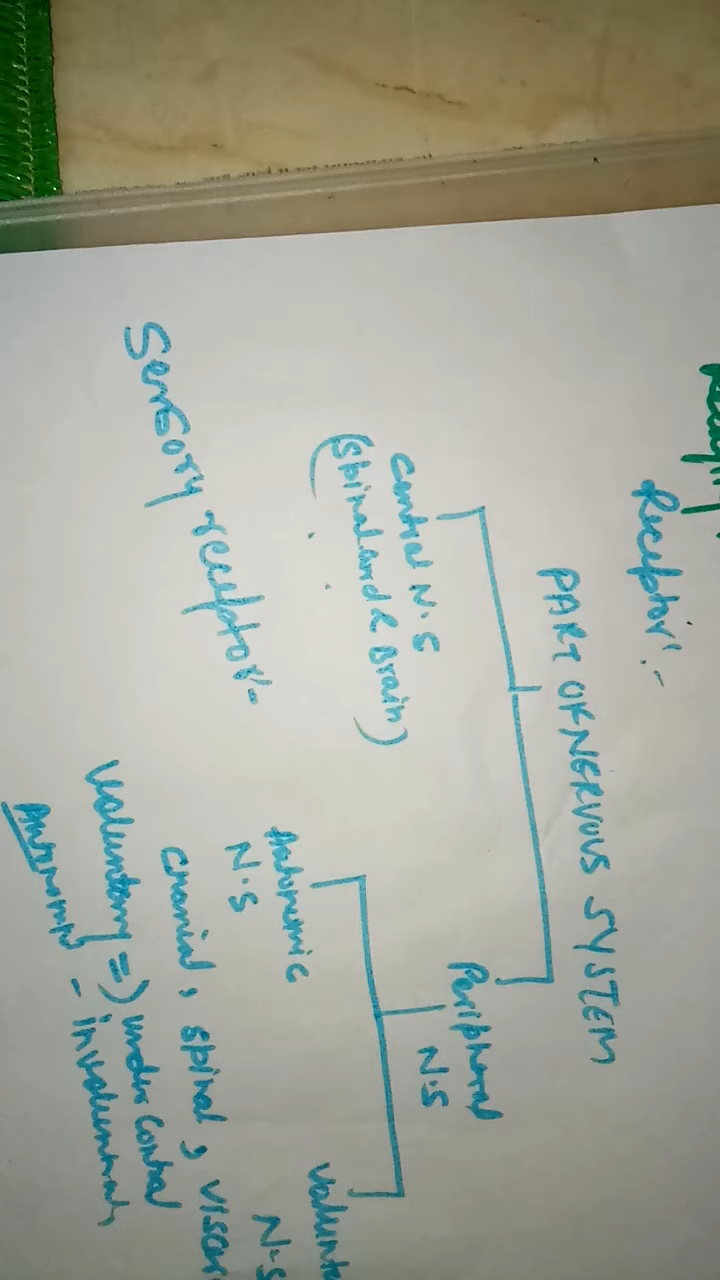 Receptor:-
PART OF NERVOUS SYSTEM
Central N.S
(spinal cord & Brain)
Peripheral
N.S
Autonomic
N.S
Volunt
N.S
Sensory receptor-
Cranial, spinal, viscer
Voluntary => under control